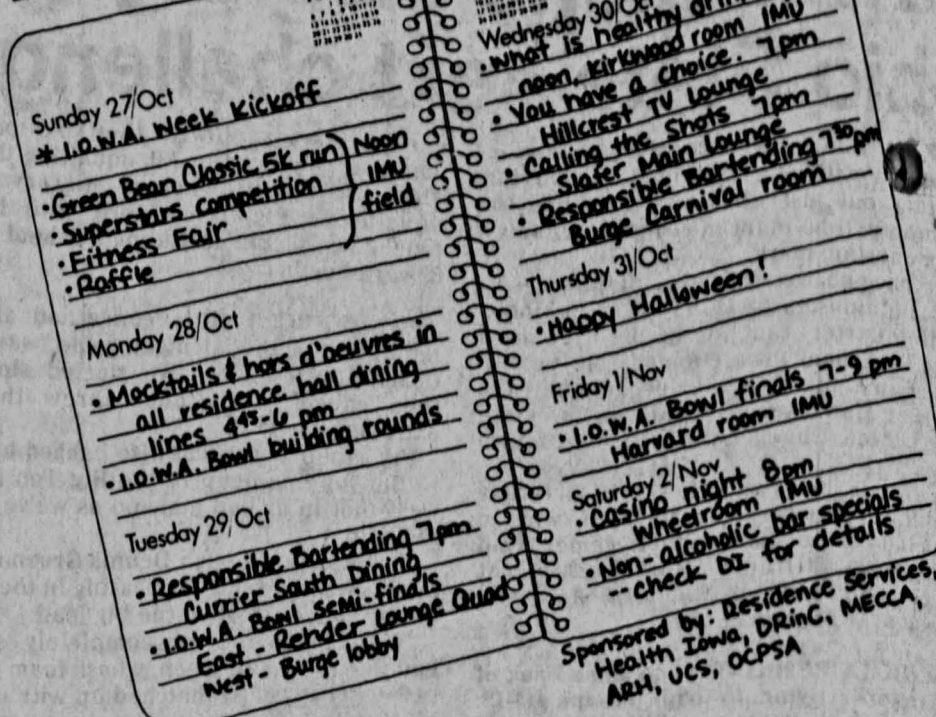 Sunday 27/Oct
* I.O.W.A. Week Kickoff
• Green Bean Classic 5k run
• Superstars competition
• Fitness Fair
• Raffle
Noon
IMU
field
Monday 28/Oct
• Mocktails & hors d'oeuvres in
all residence hall dining
lines 4⁴⁵-6 pm
• I.O.W.A. Bowl building rounds
Tuesday 29/Oct
• Responsible Bartending 7pm
Currier South Dining
• I.O.W.A. Bowl semi-finals
East - Rehder Lounge Quad
West - Burge lobby
Wednesday 30/Oct
• What is healthy
noon, Kirkwood room IMU
• You have a choice. 7pm
Hillcrest TV Lounge
• Calling the Shots 7pm
Slater Main Lounge
• Responsible Bartending 7³⁰pm
Burge Carnival room
Thursday 31/Oct
• Happy Halloween!
Friday 1/Nov
• I.O.W.A. Bowl finals 7-9 pm
Harvard room IMU
Saturday 2/Nov
• Casino night 8pm
Wheelroom IMU
• Non-alcoholic bar specials
--check DI for details
Sponsored by: Residence Services,
Health Iowa, DRinC, MECCA,
ARH, UCS, OCPSA